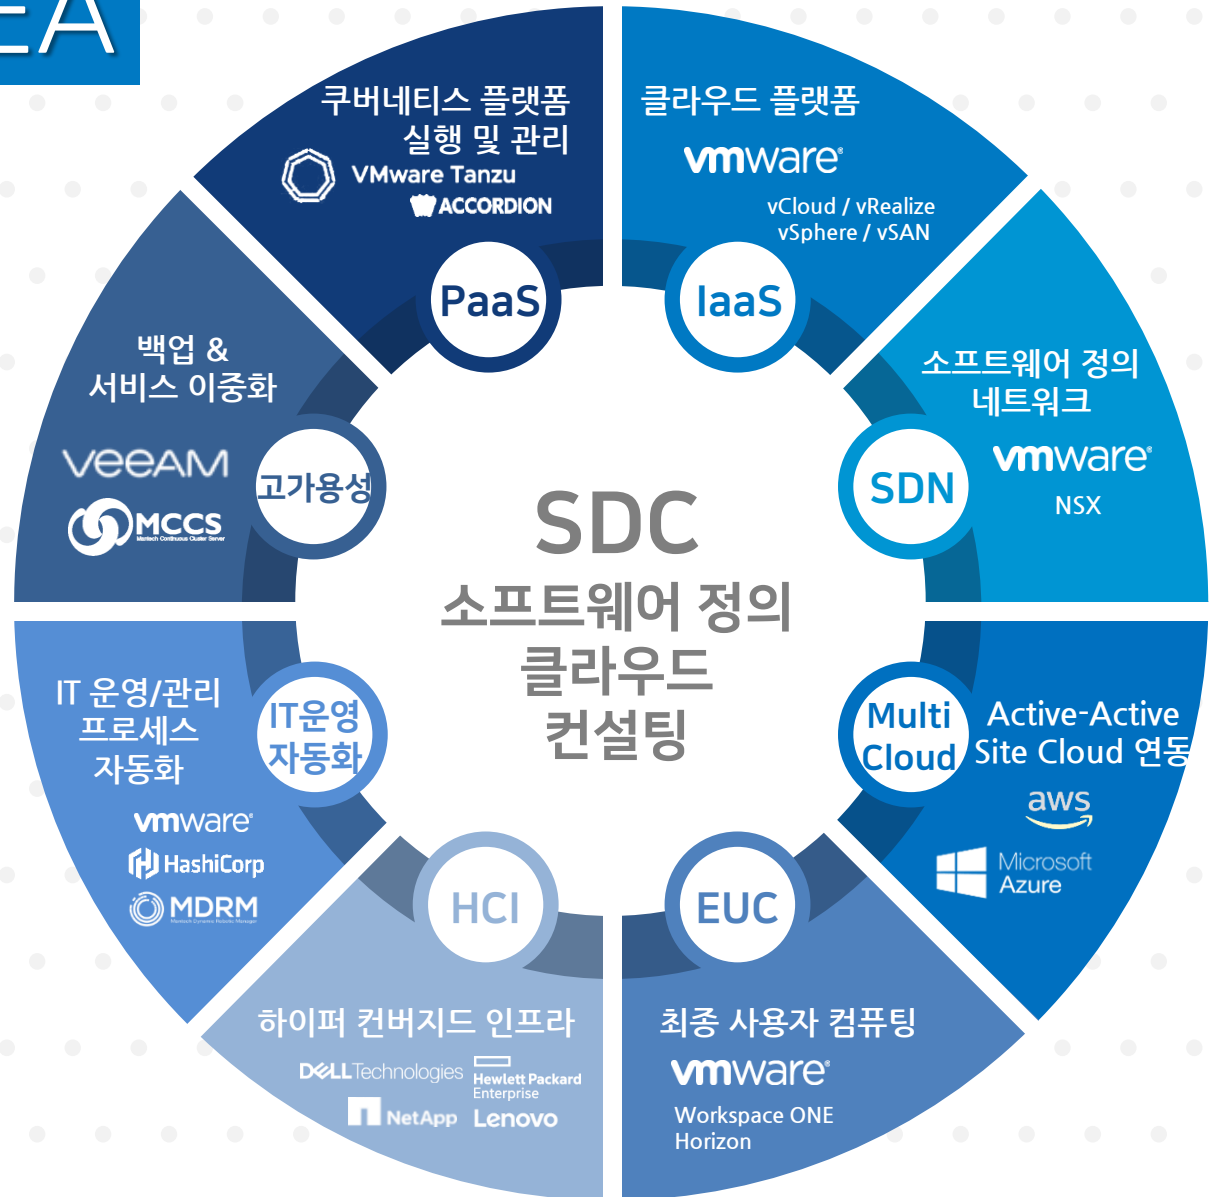 EA
쿠버네티스 플랫폼
실행 및 관리
VMware Tanzu
ACCORDION
PaaS
클라우드 플랫폼
vmware®
vCloud / vRealize
vSphere / vSAN
IaaS
소프트웨어 정의
네트워크
vmware®
NSX
SDN
Active-Active
Site Cloud 연동
aws
Microsoft
Azure
Multi
Cloud
EUC
최종 사용자 컴퓨팅
vmware®
Workspace ONE
Horizon
HCI
하이퍼 컨버지드 인프라
DELLTechnologies
Hewlett Packard
Enterprise
NetApp
Lenovo
IT운영
자동화
IT 운영/관리
프로세스
자동화
vmware®
HashiCorp
MDRM
백업 &
서비스 이중화
veeAM
MCCS
Mantech Continuous Cluster Server
고가용성
SDC
소프트웨어 정의
클라우드
컨설팅